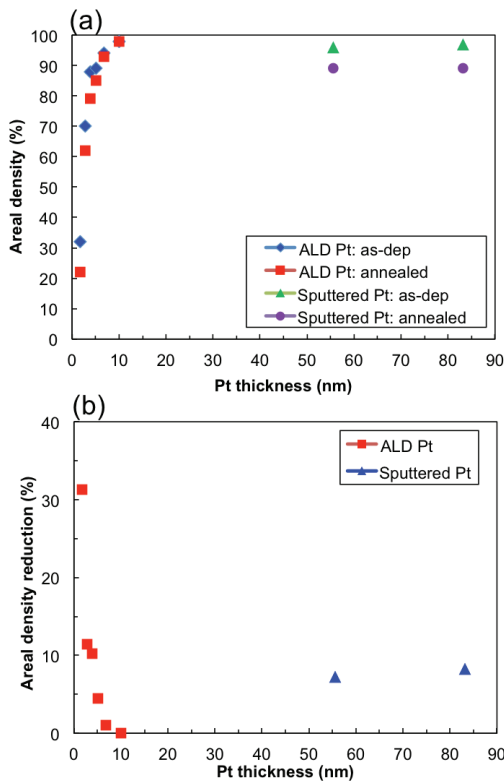 (a)
100
90
80
70
60
50
40
30
20
10
0
Areal density (%)
ALD Pt: as-dep
ALD Pt: annealed
Sputtered Pt: as-dep
Sputtered Pt: annealed
0 10 20 30 40 50 60 70 80 90
Pt thickness (nm)
(b)
40
30
20
10
0
Areal density reduction (%)
ALD Pt
Sputtered Pt
0 10 20 30 40 50 60 70 80 90
Pt thickness (nm)